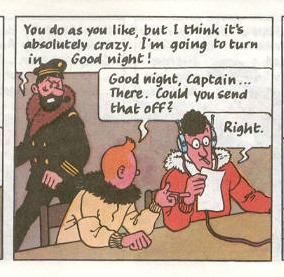 You do as you like, but I think it's
absolutely crazy. I'm going to turn
in. Good night!
Good night, Captain...
There. Could you send
that off?
Right.